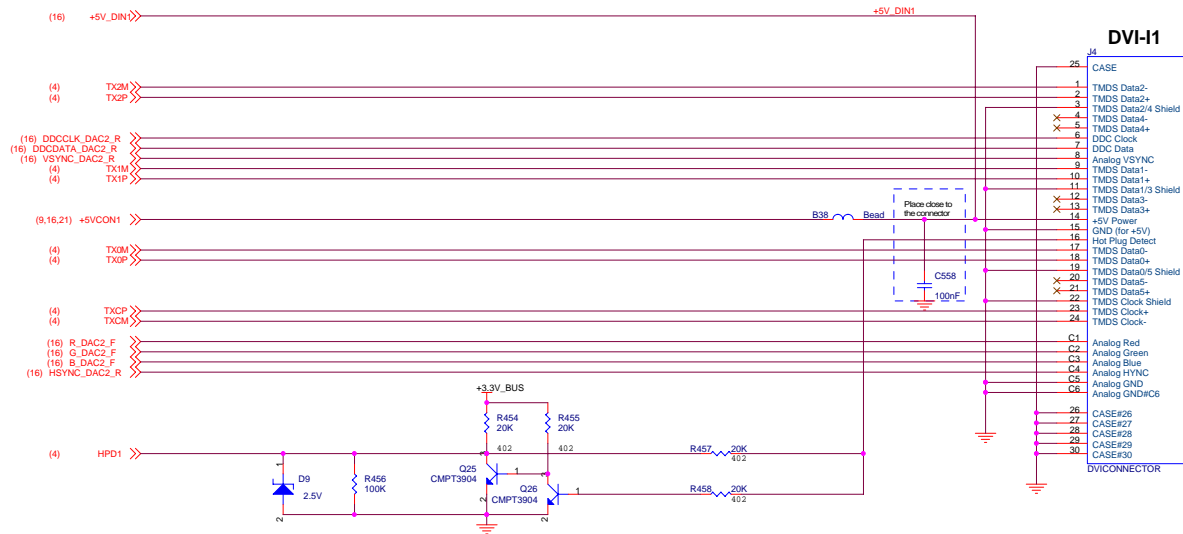 (16) +5V_DIN1
+5V_DIN1
DVI-I1
J4
25 CASE
(4) TX2M
1 TMDS Data2-
(4) TX2P
2 TMDS Data2+
3 TMDS Data2/4 Shield
4 TMDS Data4-
5 TMDS Data4+
(16) DDCCLK_DAC2_R
6 DDC Clock
(16) DDCDATA_DAC2_R
7 DDC Data
(16) VSYNC_DAC2_R
8 Analog VSYNC
(4) TX1M
9 TMDS Data1-
(4) TX1P
10 TMDS Data1+
11 TMDS Data1/3 Shield
12 TMDS Data3-
13 TMDS Data3+
Place close to
the connector
(9,16,21) +5VCON1
B38 Bead
14 +5V Power
15 GND (for +5V)
16 Hot Plug Detect
(4) TX0M
17 TMDS Data0-
(4) TX0P
18 TMDS Data0+
19 TMDS Data0/5 Shield
C558
100nF
20 TMDS Data5-
21 TMDS Data5+
22 TMDS Clock Shield
(4) TXCP
23 TMDS Clock+
(4) TXCM
24 TMDS Clock-
(16) R_DAC2_F
C1 Analog Red
(16) G_DAC2_F
C2 Analog Green
(16) B_DAC2_F
C3 Analog Blue
(16) HSYNC_DAC2_R
C4 Analog HYNC
C5 Analog GND
C6 Analog GND#C6
+3.3V_BUS
R454
20K
402
R455
20K
402
26 CASE#26
27 CASE#27
28 CASE#28
29 CASE#29
30 CASE#30
DVICONNECTOR
(4) HPD1
R457 20K
402
1
D9
2.5V
2
R456
100K
Q25
CMPT3904
3
1
2
Q26
CMPT3904
3
1
2
R458 20K
402